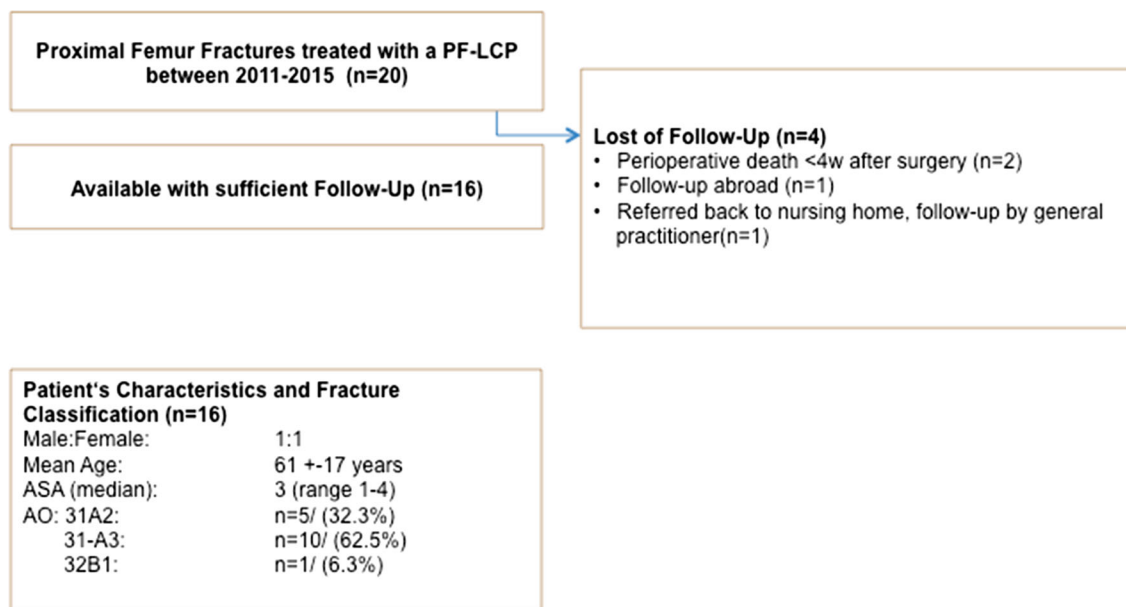 Proximal Femur Fractures treated with a PF-LCP
between 2011-2015 (n=20)
Lost of Follow-Up (n=4)
• Perioperative death <4w after surgery (n=2)
• Follow-up abroad (n=1)
• Referred back to nursing home, follow-up by general
practitioner(n=1)
Available with sufficient Follow-Up (n=16)
Patient‘s Characteristics and Fracture
Classification (n=16)
Male:Female: 1:1
Mean Age: 61 +-17 years
ASA (median): 3 (range 1-4)
AO: 31A2: n=5/ (32.3%)
31-A3: n=10/ (62.5%)
32B1: n=1/ (6.3%)